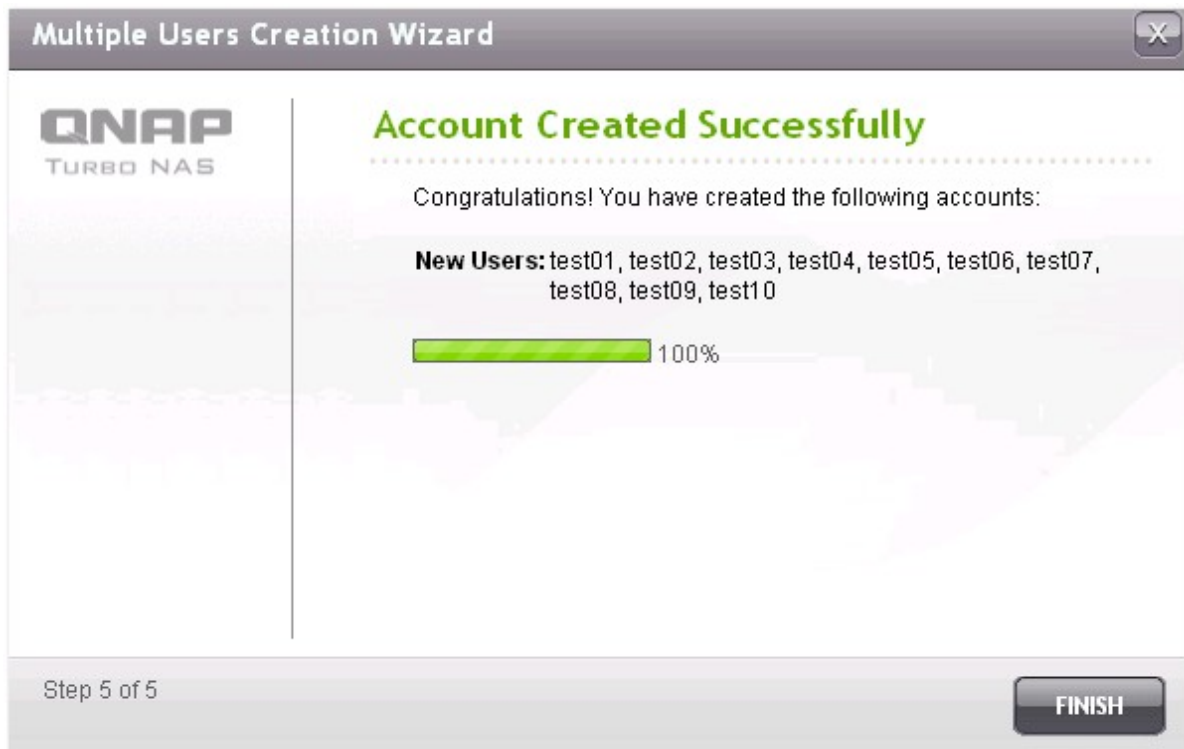 Multiple Users Creation Wizard
X
QNAP
TURBO NAS
Account Created Successfully
Congratulations! You have created the following accounts:
New Users: test01, test02, test03, test04, test05, test06, test07,
test08, test09, test10
100%
Step 5 of 5
FINISH